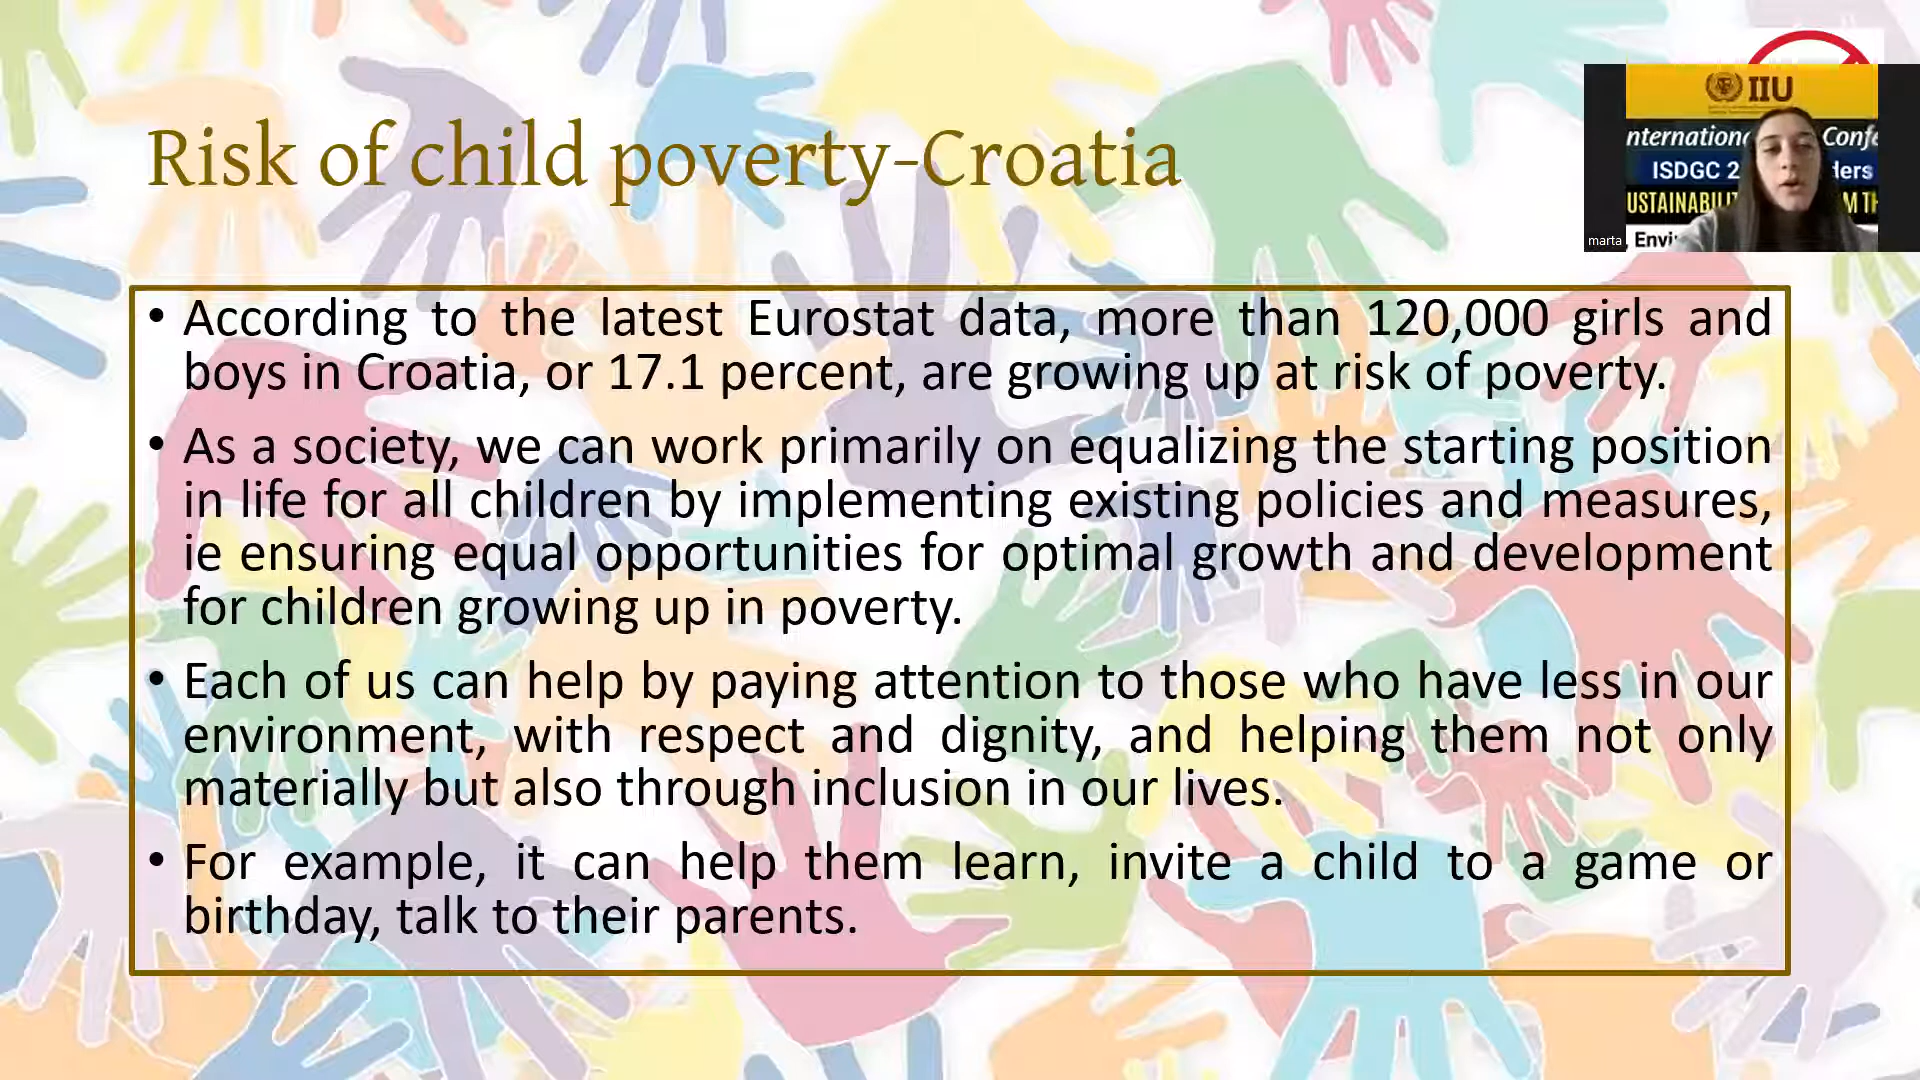 Risk of child poverty-Croatia
IIU
nternational Confe
ISDGC 2 ders
USTAINABILI M TH
marta , Envi
• According to the latest Eurostat data, more than 120,000 girls and
boys in Croatia, or 17.1 percent, are growing up at risk of poverty.
• As a society, we can work primarily on equalizing the starting position
in life for all children by implementing existing policies and measures,
ie ensuring equal opportunities for optimal growth and development
for children growing up in poverty.
• Each of us can help by paying attention to those who have less in our
environment, with respect and dignity, and helping them not only
materially but also through inclusion in our lives.
• For example, it can help them learn, invite a child to a game or
birthday, talk to their parents.